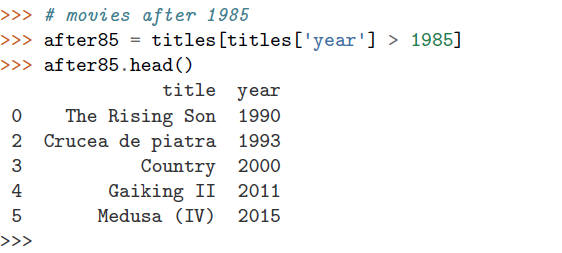 >>> # movies after 1985
>>> after85 = titles[titles['year'] > 1985]
>>> after85.head()
title year
0 The Rising Son 1990
2 Crucea de piatra 1993
3 Country 2000
4 Gaiking II 2011
5 Medusa (IV) 2015
>>>